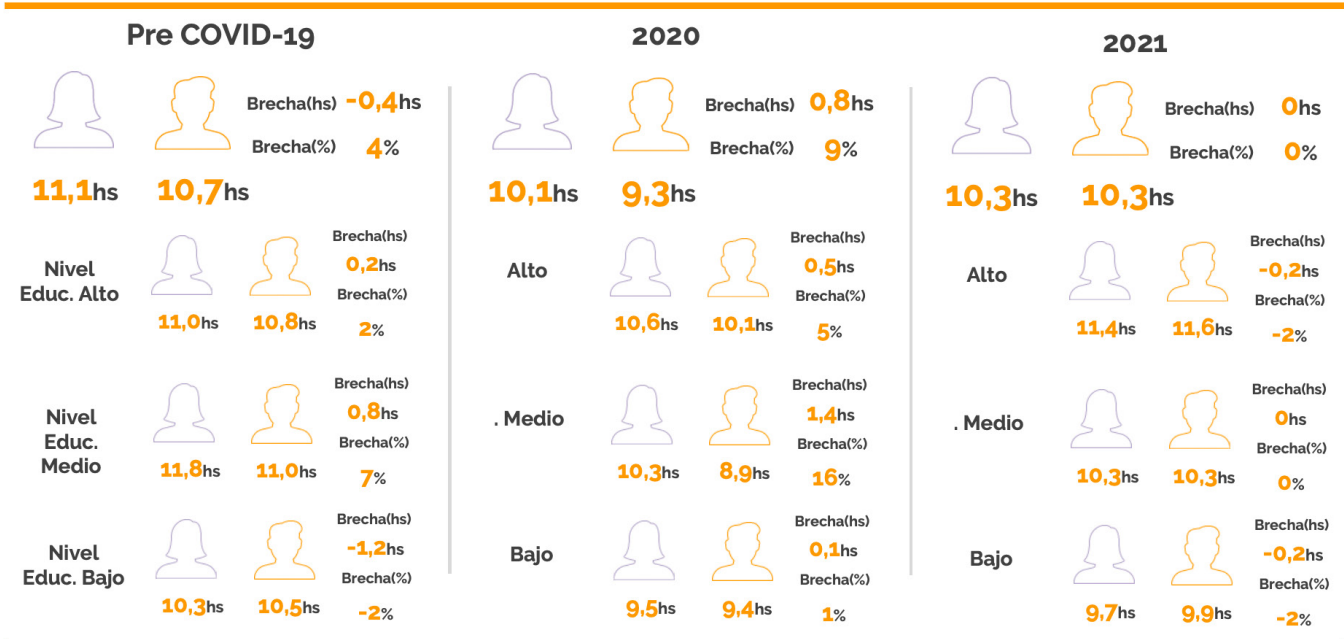 Pre COVID-19
Brecha(hs) -0,4hs
Brecha(%) 4%
11,1hs 10,7hs
Nivel
Educ. Alto
Brecha(hs)
0,2hs
Brecha(%)
11,0hs 10,8hs 2%
Nivel
Educ.
Medio
Brecha(hs)
0,8hs
Brecha(%)
11,8hs 11,0hs 7%
Nivel
Educ. Bajo
Brecha(hs)
-1,2hs
Brecha(%)
10,3hs 10,5hs -2%
2020
Brecha(hs) 0,8hs
Brecha(%) 9%
10,1hs 9,3hs
Alto
Brecha(hs)
0,5hs
Brecha(%)
10,6hs 10,1hs 5%
. Medio
Brecha(hs)
1,4hs
Brecha(%)
10,3hs 8,9hs 16%
Bajo
Brecha(hs)
0,1hs
Brecha(%)
9,5hs 9,4hs 1%
2021
Brecha(hs) 0hs
Brecha(%) 0%
10,3hs 10,3hs
Alto
Brecha(hs)
-0,2hs
Brecha(%)
11,4hs 11,6hs -2%
. Medio
Brecha(hs)
0hs
Brecha(%)
10,3hs 10,3hs 0%
Bajo
Brecha(hs)
-0,2hs
Brecha(%)
9,7hs 9,9hs -2%